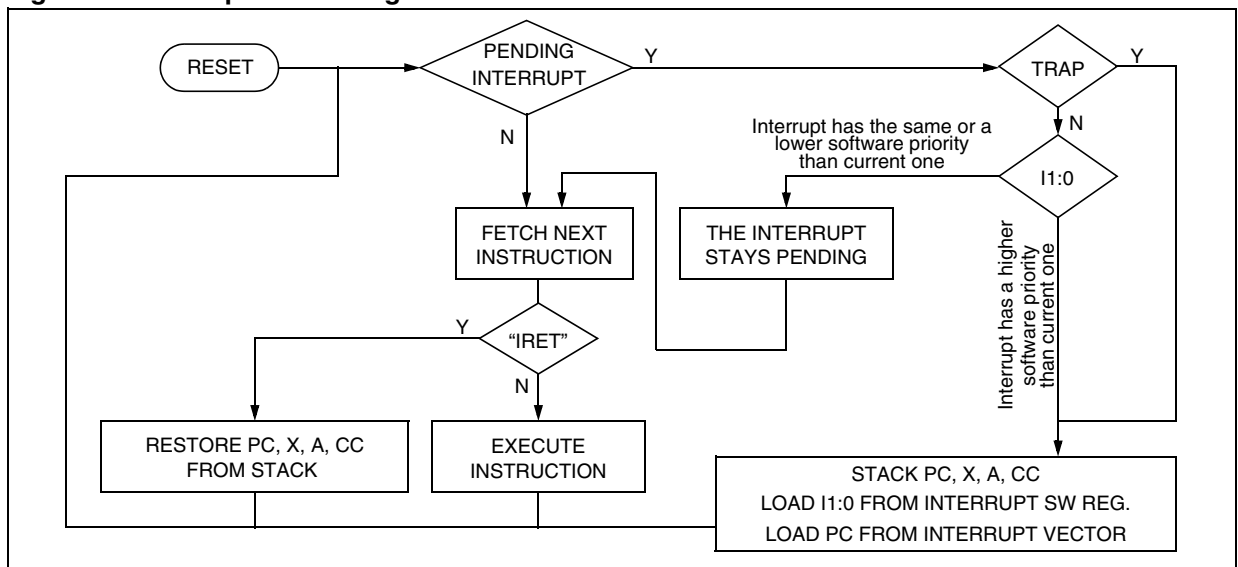 RESET
PENDING
INTERRUPT
Y
TRAP
Y
N
N
Interrupt has the same or a
lower software priority
than current one
I1:0
FETCH NEXT
INSTRUCTION
THE INTERRUPT
STAYS PENDING
Interrupt has a higher
software priority
than current one
Y
“IRET”
N
RESTORE PC, X, A, CC
FROM STACK
EXECUTE
INSTRUCTION
STACK PC, X, A, CC
LOAD I1:0 FROM INTERRUPT SW REG.
LOAD PC FROM INTERRUPT VECTOR